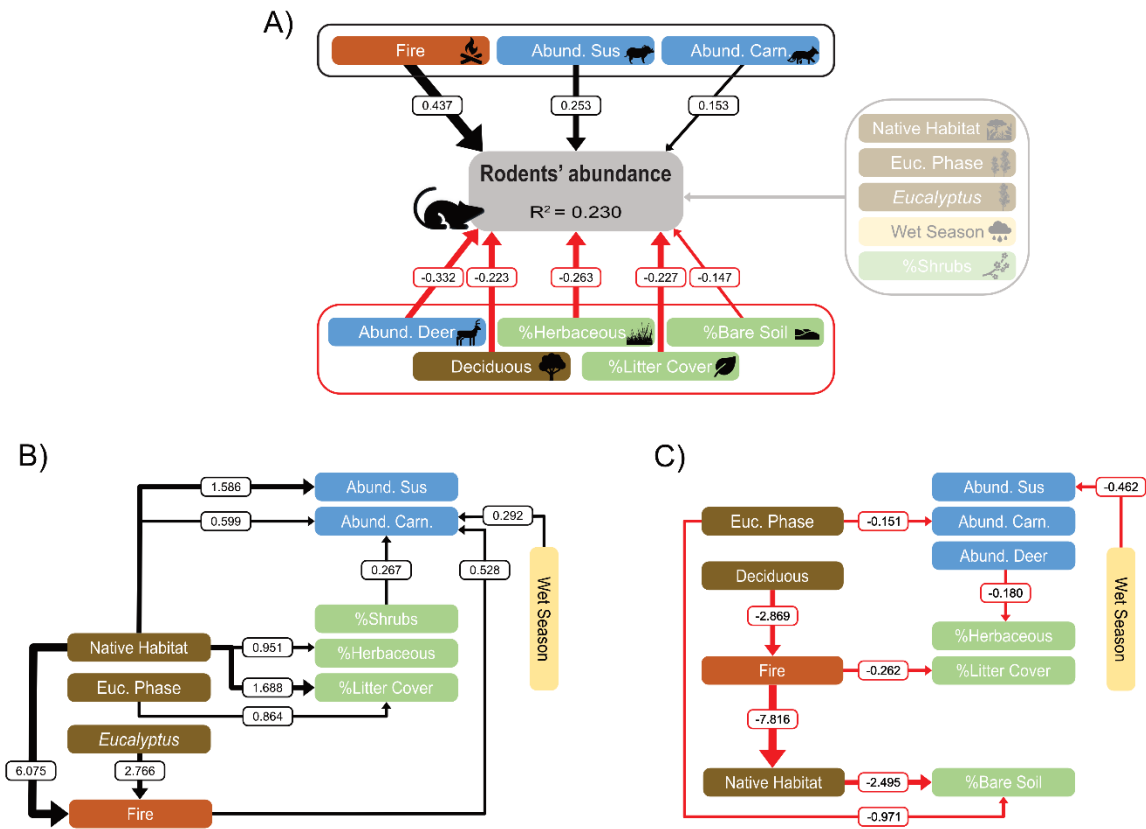 A)
Fire
Abund. Sus
Abund. Carn.
0.437
0.253
0.153
Native Habitat
Euc. Phase
Eucalyptus
Wet Season
%Shrubs
Rodents' abundance
R² = 0.230
-0.332
-0.223
-0.263
-0.227
-0.147
Abund. Deer
%Herbaceous
%Bare Soil
Deciduous
%Litter Cover
B)
1.586
Abund. Sus
0.599
Abund. Carn.
0.292
0.267
0.528
Wet Season
%Shrubs
Native Habitat
0.951
%Herbaceous
Euc. Phase
1.688
%Litter Cover
0.864
Eucalyptus
6.075
2.766
Fire
C)
Abund. Sus
-0.462
Euc. Phase
-0.151
Abund. Carn.
Abund. Deer
Deciduous
-0.180
Wet Season
-2.869
%Herbaceous
Fire
-0.262
%Litter Cover
-7.816
Native Habitat
-2.495
%Bare Soil
-0.971